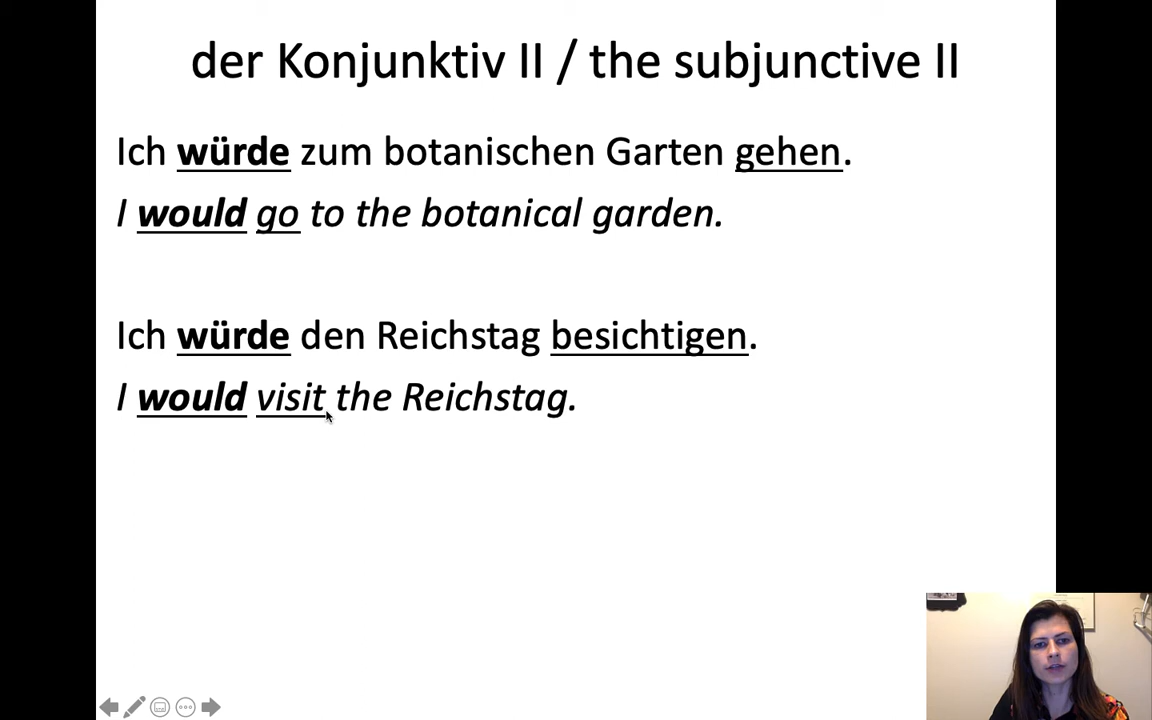 der Konjunktiv II / the subjunctive II
Ich würde zum botanischen Garten gehen.
I would go to the botanical garden.
Ich würde den Reichstag besichtigen.
I would visit the Reichstag.